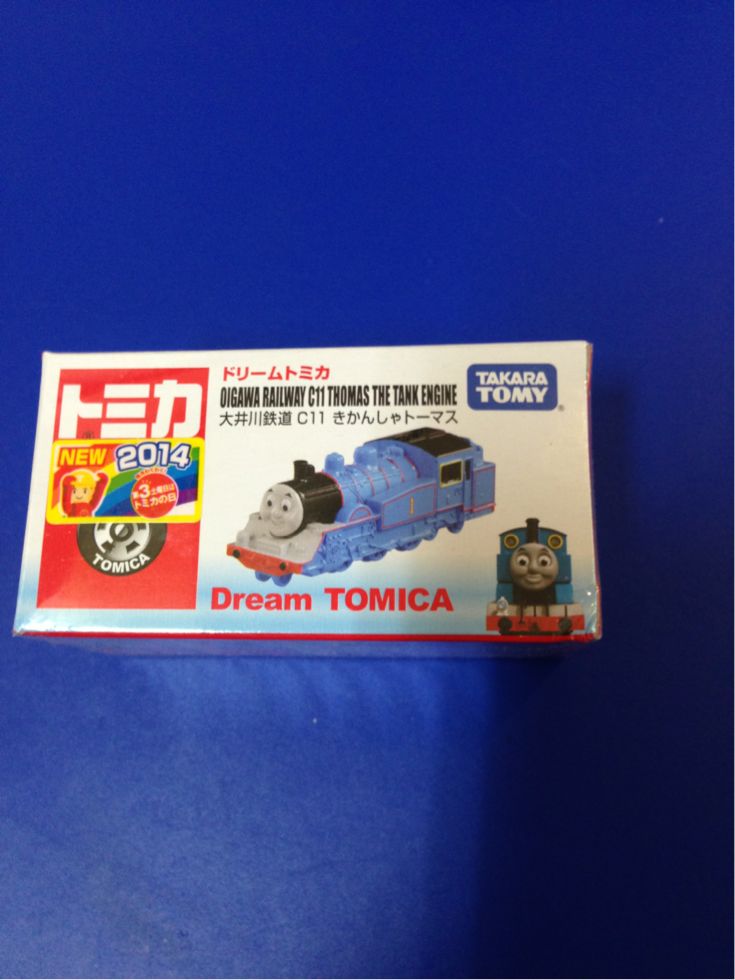 トミカ
NEW 2014
第3土曜日は
トミカの日
TOMICA
ドリームトミカ
OIGAWA RAILWAY C11 THOMAS THE TANK ENGINE
大井川鉄道 C11 きかんしゃトーマス
TAKARA
TOMY
®
1
Dream TOMICA